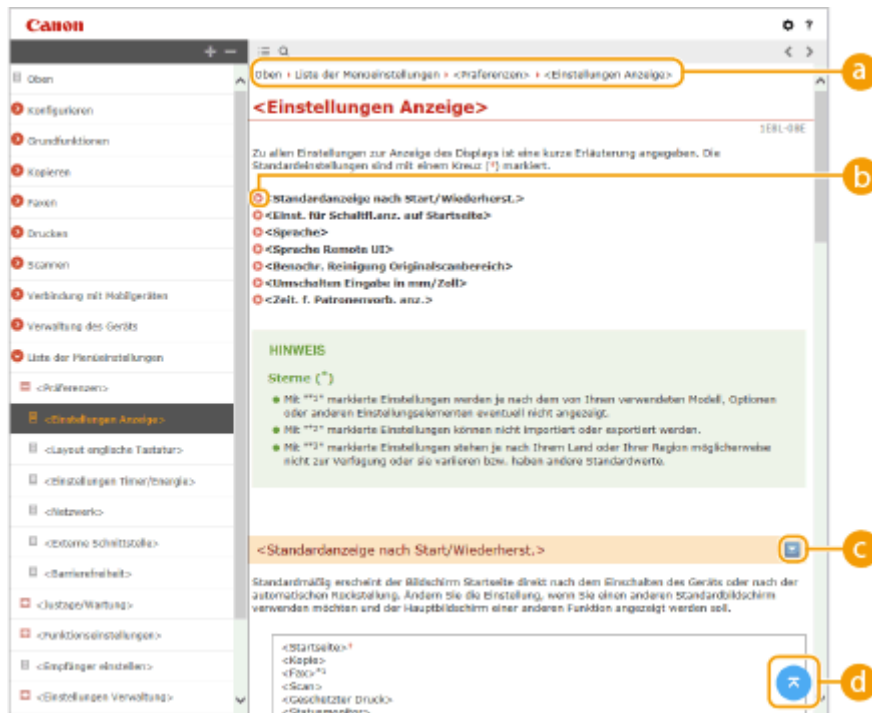 Canon
?
+ −
< >
Oben
Oben › Liste der Menüeinstellungen › <Präferenzen> › <Einstellungen Anzeige>
a
Konfigurieren
Grundfunktionen
Kopieren
Faxen
Drucken
Scannen
Verbindung mit Mobilgeräten
Verwaltung des Geräts
Liste der Menüeinstellungen
<Präferenzen>
<Einstellungen Anzeige>
<Layout englische Tastatur>
<Einstellungen Timer/Energie>
<Netzwerk>
<Externe Schnittstelle>
<Barrierefreiheit>
<Justage/Wartung>
<Funktionseinstellungen>
<Empfänger einstellen>
<Einstellungen Verwaltung>
<Einstellungen Anzeige>
1E8L-08E
Zu allen Einstellungen zur Anzeige des Displays ist eine kurze Erläuterung angegeben. Die
Standardeinstellungen sind mit einem Kreuz (*) markiert.
b
<Standardanzeige nach Start/Wiederherst.>
<Einst. für Schaltfl.anz. auf Startseite>
<Sprache>
<Sprache Remote UI>
<Benachr. Reinigung Originalscanbereich>
<Umschalten Eingabe in mm/Zoll>
<Zeit. f. Patronenvorb. anz.>
HINWEIS
Sterne (*)
Mit "*1" markierte Einstellungen werden je nach dem von Ihnen verwendeten Modell, Optionen
oder anderen Einstellungselementen eventuell nicht angezeigt.
Mit "*2" markierte Einstellungen können nicht importiert oder exportiert werden.
Mit "*3" markierte Einstellungen stehen je nach Ihrem Land oder Ihrer Region möglicherweise
nicht zur Verfügung oder sie variieren bzw. haben andere Standardwerte.
<Standardanzeige nach Start/Wiederherst.>
c
Standardmäßig erscheint der Bildschirm Startseite direkt nach dem Einschalten des Geräts oder nach der
automatischen Rückstellung. Ändern Sie die Einstellung, wenn Sie einen anderen Standardbildschirm
verwenden möchten und der Hauptbildschirm einer anderen Funktion angezeigt werden soll.
<Startseite>*
<Kopie>
<Fax>*1
<Scan>
<Geschützter Druck>
<Statusmonitor>
d